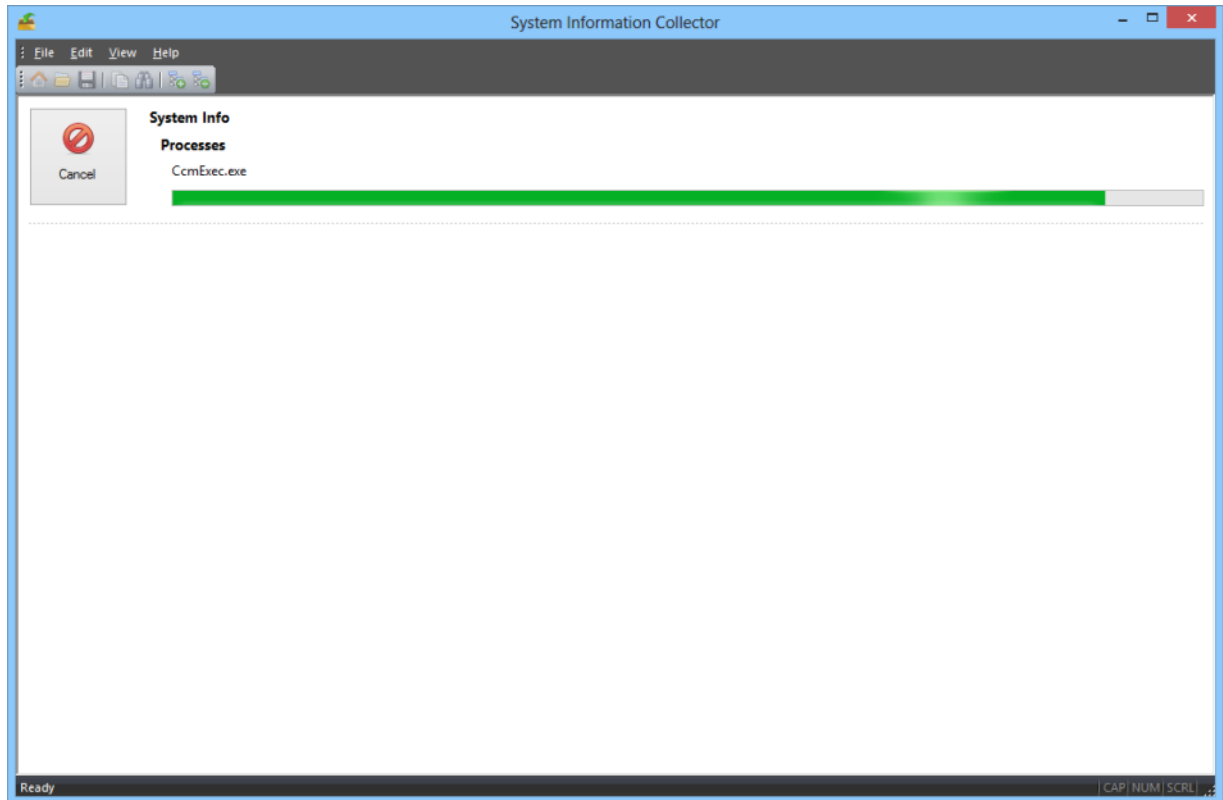 System Information Collector
File Edit View Help
System Info
Processes
CcmExec.exe
Cancel
Ready
CAP NUM SCRL